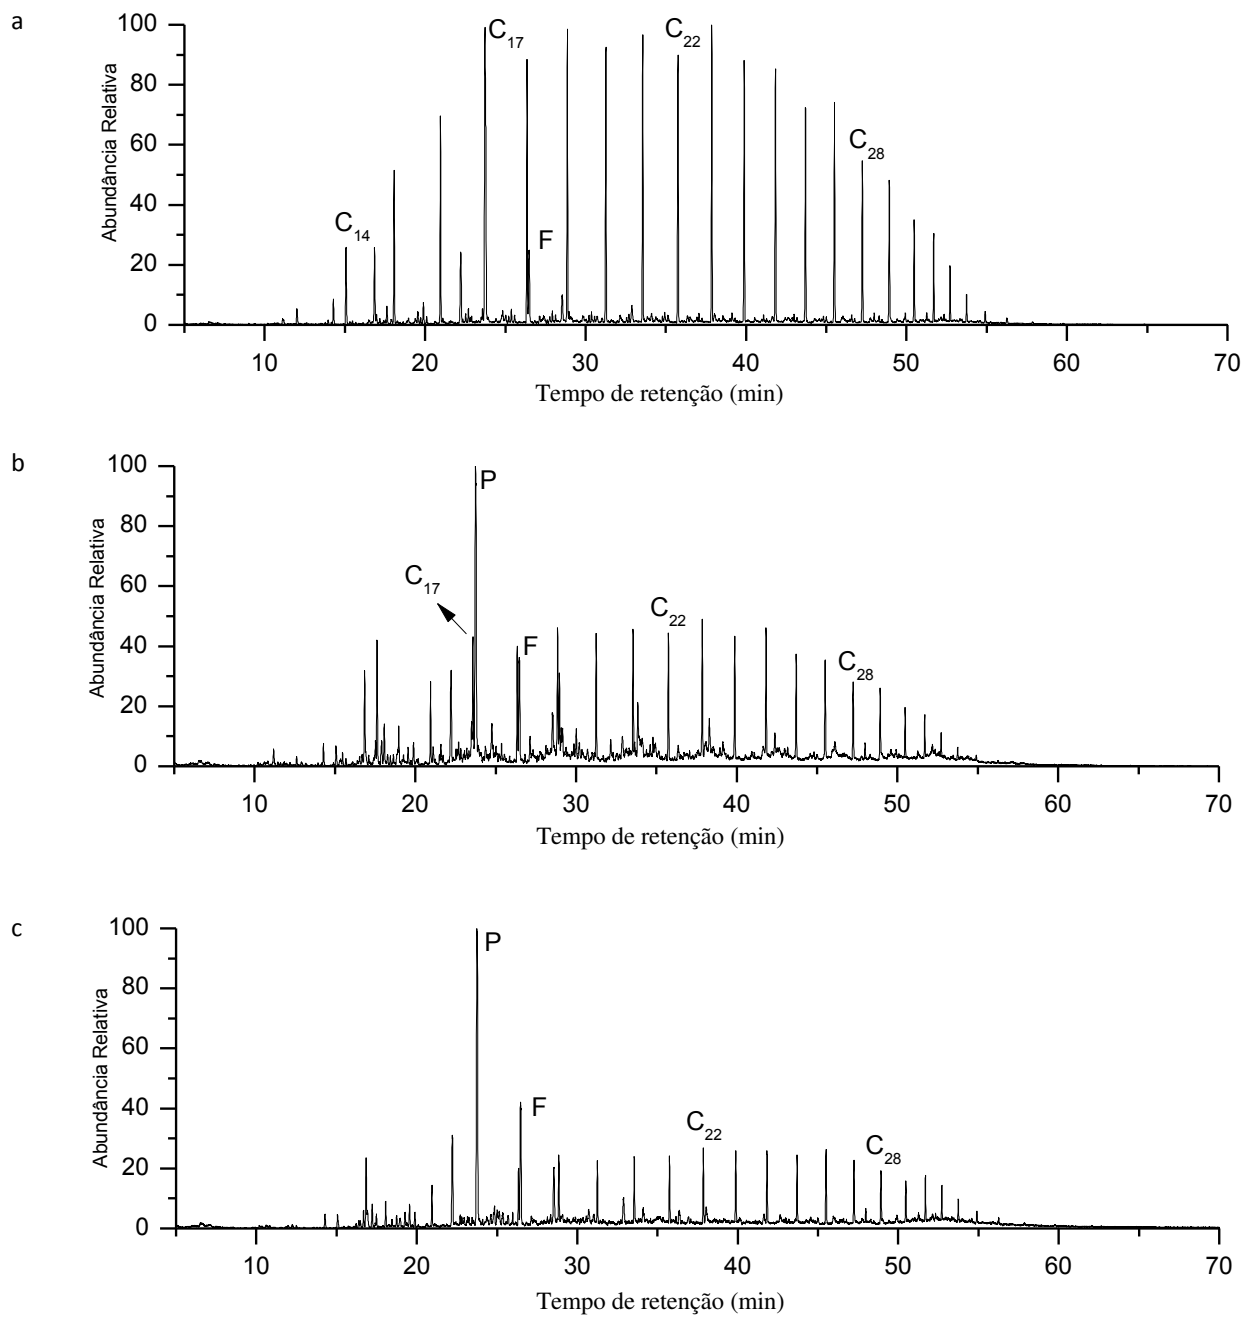 a
Abundância Relativa
100
80
60
40
20
0
C17
C22
C28
C14
F
10 20 30 40 50 60 70
Tempo de retenção (min)
b
Abundância Relativa
100
80
60
40
20
0
P
C17
C22
F
C28
10 20 30 40 50 60 70
Tempo de retenção (min)
c
Abundância Relativa
100
80
60
40
20
0
P
F
C22
C28
10 20 30 40 50 60 70
Tempo de retenção (min)